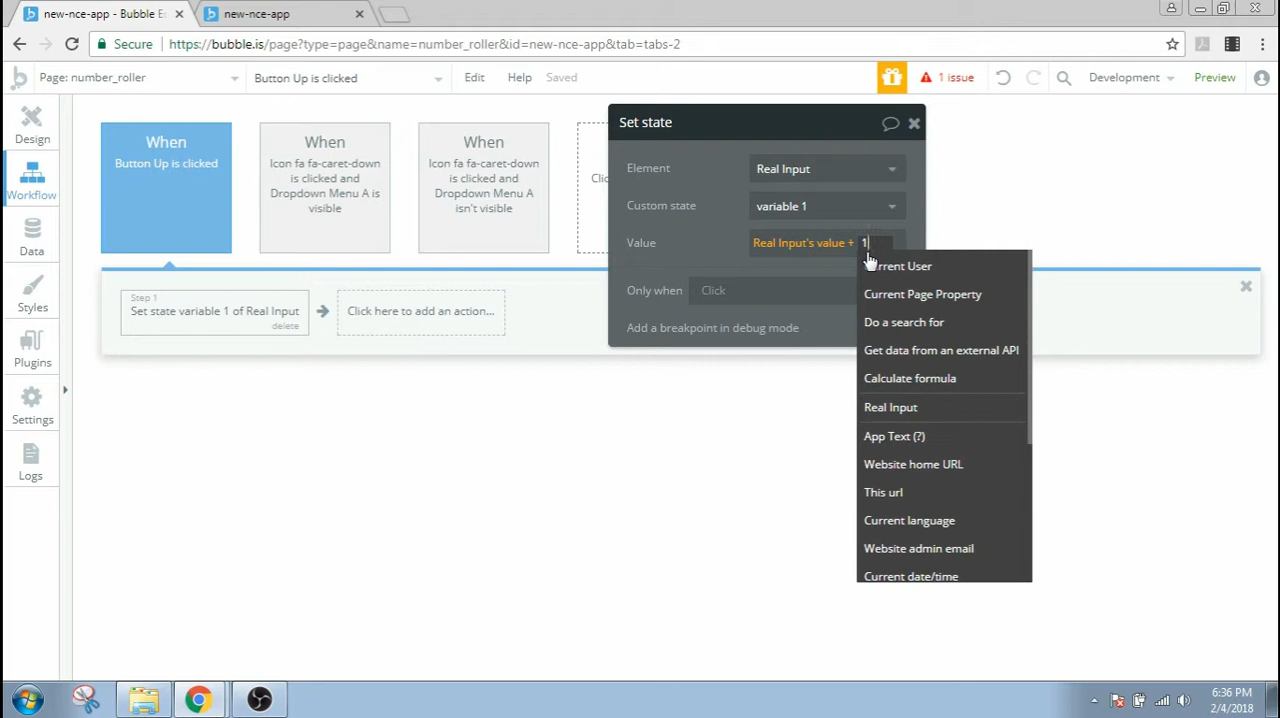 new-nce-app - Bubble E
new-nce-app
Secure
https://bubble.is/page?type=page&name=number_roller&id=new-nce-app&tab=tabs-2
Page: number_roller
Button Up is clicked
Edit
Help
Saved
1 issue
Development
Preview
Design
Workflow
Data
Styles
Plugins
Settings
Logs
When
Button Up is clicked
When
Icon fa fa-caret-down
is clicked and
Dropdown Menu A is
visible
When
Icon fa fa-caret-down
is clicked and
Dropdown Menu A
isn't visible
Clic
Step 1
Set state variable 1 of Real Input
delete
Click here to add an action...
Set state
Element
Real Input
Custom state
variable 1
Value
Real Input's value + 1
Only when
Click
Add a breakpoint in debug mode
rrent User
Current Page Property
Do a search for
Get data from an external API
Calculate formula
Real Input
App Text (?)
Website home URL
This url
Current language
Website admin email
Current date/time
6:36 PM
2/4/2018